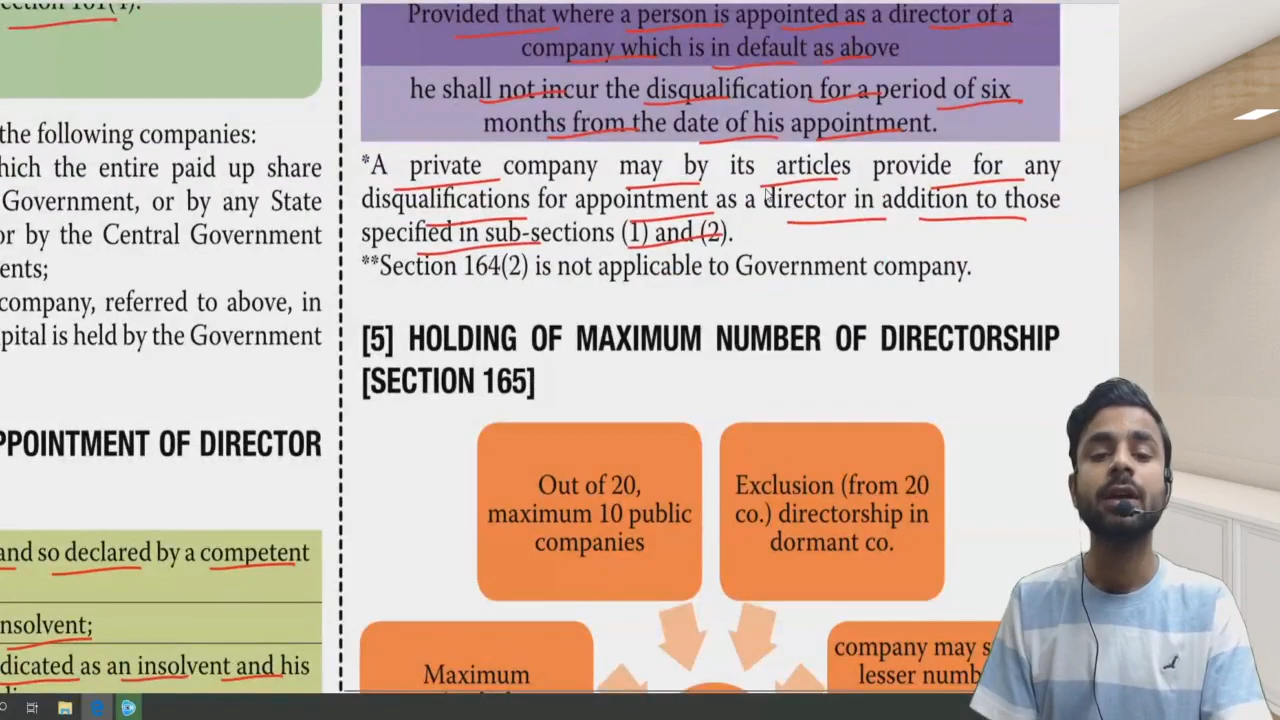 ection 161(4).
the following companies:
hich the entire paid up share
Government, or by any State
or by the Central Government
ents;
company, referred to above, in
pital is held by the Government
PPOINTMENT OF DIRECTOR
and so declared by a competent
nsolvent;
dicated as an insolvent and his
Provided that where a person is appointed as a director of a
company which is in default as above
he shall not incur the disqualification for a period of six
months from the date of his appointment.
*A private company may by its articles provide for any
disqualifications for appointment as a director in addition to those
specified in sub-sections (1) and (2).
**Section 164(2) is not applicable to Government company.
[5] HOLDING OF MAXIMUM NUMBER OF DIRECTORSHIP
[SECTION 165]
Out of 20,
maximum 10 public
companies
Exclusion (from 20
co.) directorship in
dormant co.
Maximum
company may s
lesser numb